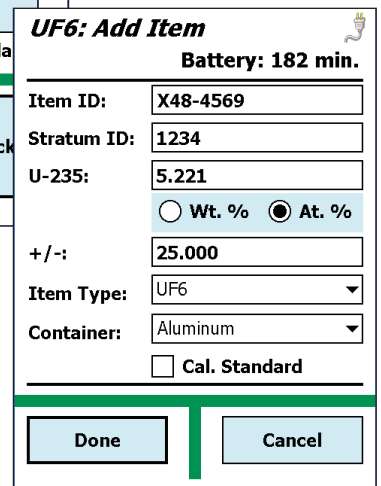 UF6: Add Item
Battery: 182 min.
Item ID: X48-4569
Stratum ID: 1234
U-235: 5.221
Wt. % At. %
+/-: 25.000
Item Type: UF6
Container: Aluminum
Cal. Standard
Done Cancel